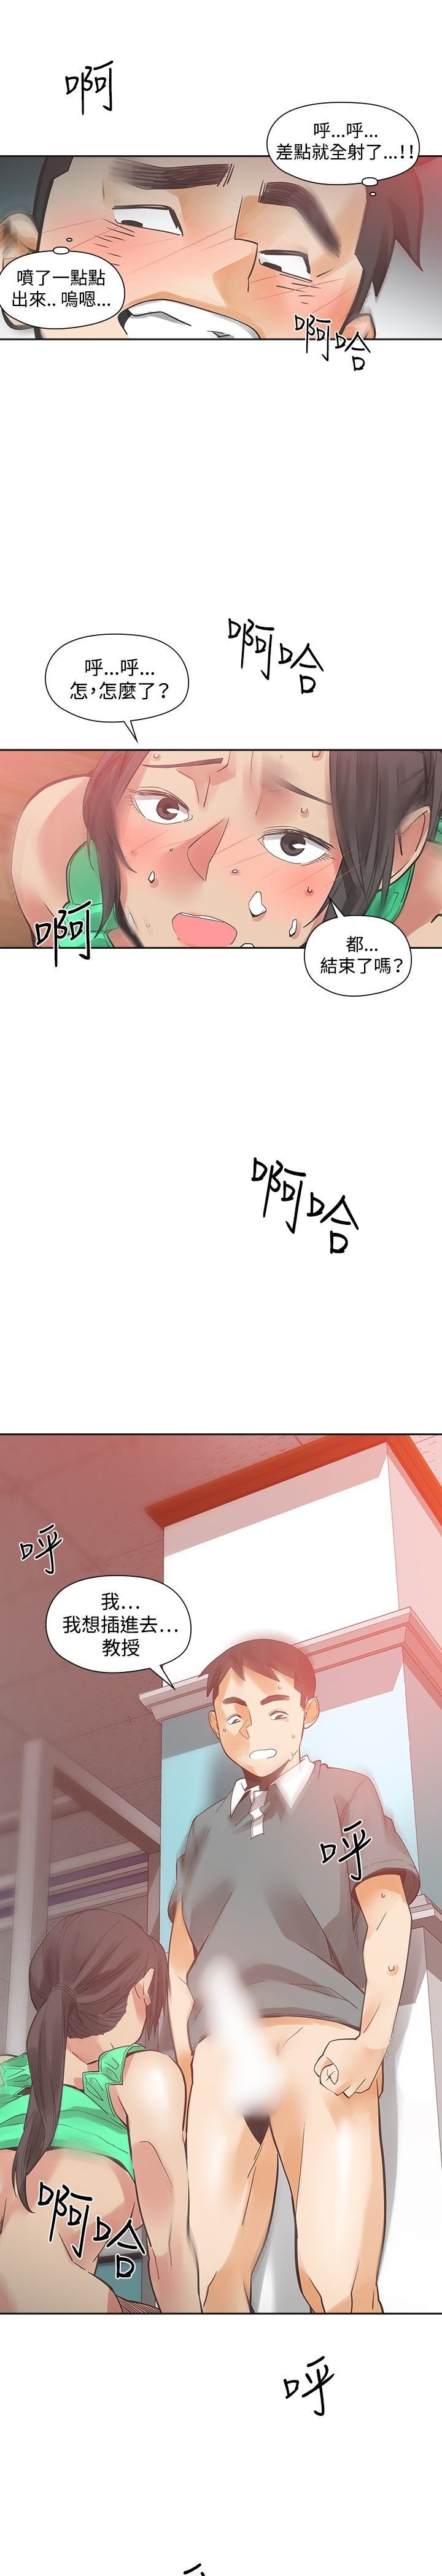 啊
呼...呼...
差點就全射了...!!
噴了一點點
出來.. 嗚嗯...
啊哈
啊哈
呼...呼...
怎,怎麼了?
啊
都...
結束了嗎?
啊哈
呼
我...
我想插進去...
教授
呼
啊哈
呼